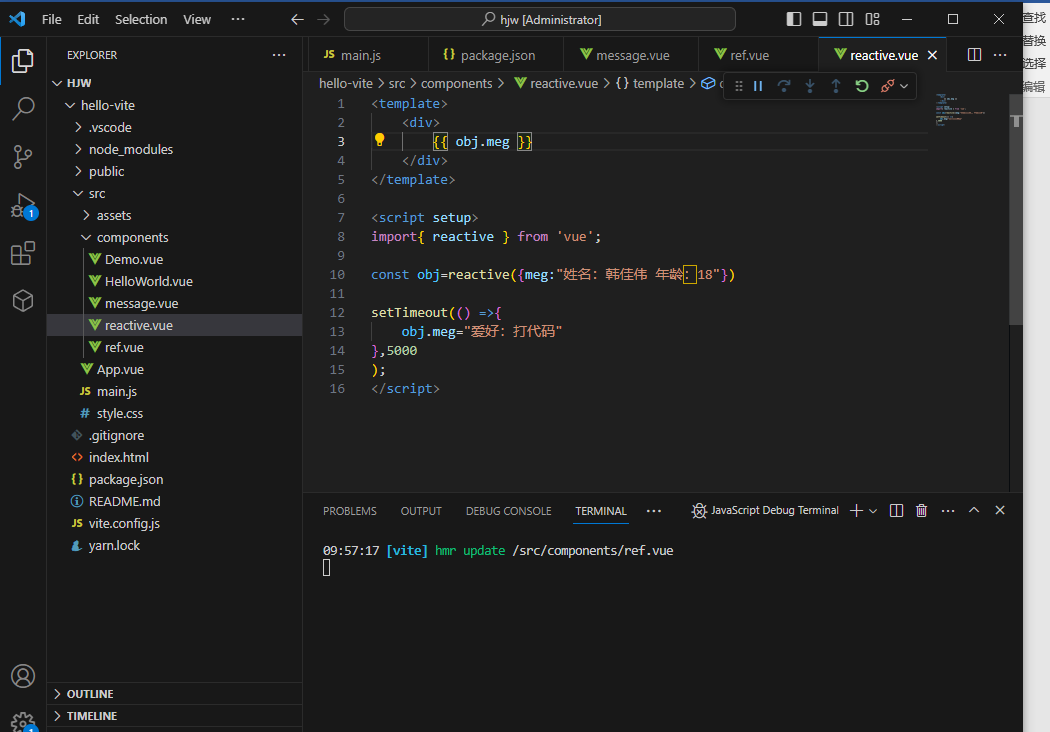 File Edit Selection View ··· hjw [Administrator]
查找
替换
选择
编辑
EXPLORER ···
HJW
hello-vite
.vscode
node_modules
public
src
assets
components
Demo.vue
HelloWorld.vue
message.vue
reactive.vue
ref.vue
App.vue
JS main.js
# style.css
.gitignore
<> index.html
{} package.json
README.md
JS vite.config.js
yarn.lock
OUTLINE
TIMELINE
1
1
JS main.js {} package.json message.vue ref.vue reactive.vue ···
hello-vite > src > components > reactive.vue > {} template >
1 <template>
2 <div>
3 {{ obj.meg }}
4 </div>
5 </template>
6
7 <script setup>
8 import{ reactive } from 'vue';
9
10 const obj=reactive({meg:"姓名：韩佳伟 年龄：18"})
11
12 setTimeout(() =>{
13 obj.meg="爱好：打代码"
14 },5000
15 );
16 </script>
PROBLEMS OUTPUT DEBUG CONSOLE TERMINAL ··· JavaScript Debug Terminal ···
09:57:17 [vite] hmr update /src/components/ref.vue